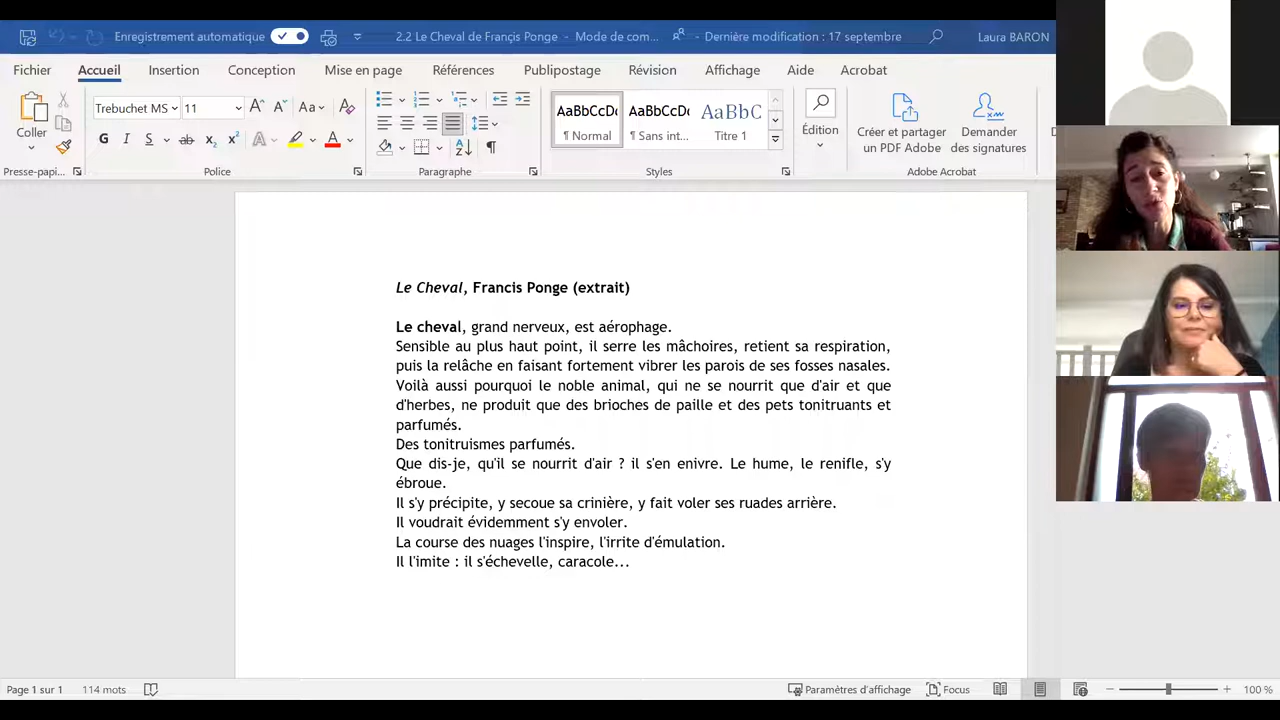 Enregistrement automatique
2.2 Le Cheval de Françis Ponge - Mode de com... - Dernière modification : 17 septembre
Laura BARON
Fichier Accueil Insertion Conception Mise en page Références Publipostage Révision Affichage Aide Acrobat
Coller
Trebuchet MS 11
Aa
G I S ab x₂ x²
A A
AaBbCcDc AaBbCcDc AaBbC
¶ Normal ¶ Sans int... Titre 1
Édition
Créer et partager
un PDF Adobe
Demander
des signatures
Presse-papi... Police Paragraphe Styles Adobe Acrobat
Le Cheval, Francis Ponge (extrait)
Le cheval, grand nerveux, est aérophage.
Sensible au plus haut point, il serre les mâchoires, retient sa respiration,
puis la relâche en faisant fortement vibrer les parois de ses fosses nasales.
Voilà aussi pourquoi le noble animal, qui ne se nourrit que d'air et que
d'herbes, ne produit que des brioches de paille et des pets tonitruants et
parfumés.
Des tonitruismes parfumés.
Que dis-je, qu'il se nourrit d'air ? il s'en enivre. Le hume, le renifle, s'y
ébroue.
Il s'y précipite, y secoue sa crinière, y fait voler ses ruades arrière.
Il voudrait évidemment s'y envoler.
La course des nuages l'inspire, l'irrite d'émulation.
Il l'imite : il s'échevelle, caracole...
Page 1 sur 1 114 mots Paramètres d'affichage Focus 100 %